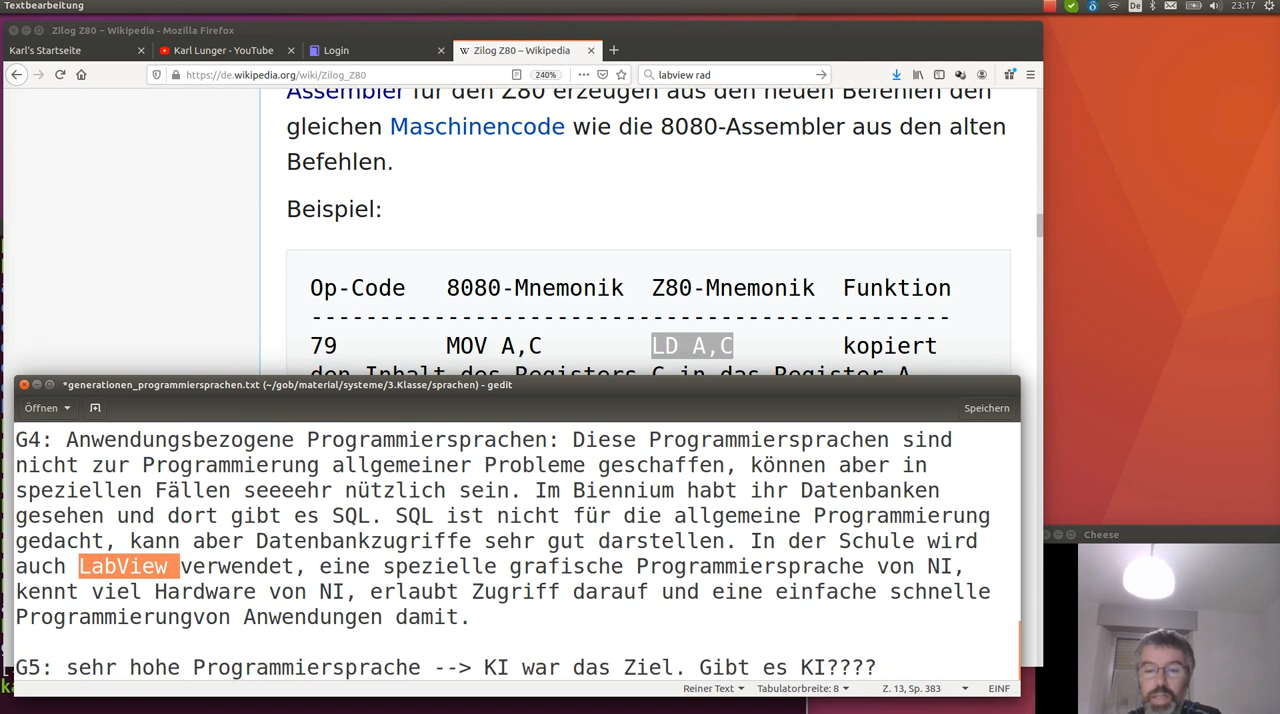 Textbearbeitung
De
23:17
Zilog Z80 – Wikipedia - Mozilla Firefox
Karl's Startseite
Karl Lunger - YouTube
Login
W Zilog Z80 – Wikipedia
https://de.wikipedia.org/wiki/Zilog_Z80
240%
labview rad
Assembler für den Z80 erzeugen aus den neuen Befehlen den
gleichen Maschinencode wie die 8080-Assembler aus den alten
Befehlen.
Beispiel:
Op-Code 8080-Mnemonik Z80-Mnemonik Funktion
-----------------------------------------------
79 MOV A,C LD A,C kopiert
den Inhalt des Registers C in das Register A
*generationen_programmiersprachen.txt (~/gob/material/systeme/3.Klasse/sprachen) - gedit
Öffnen
Speichern
G4: Anwendungsbezogene Programmiersprachen: Diese Programmiersprachen sind
nicht zur Programmierung allgemeiner Probleme geschaffen, können aber in
speziellen Fällen seeeehr nützlich sein. Im Biennium habt ihr Datenbanken
gesehen und dort gibt es SQL. SQL ist nicht für die allgemeine Programmierung
gedacht, kann aber Datenbankzugriffe sehr gut darstellen. In der Schule wird
auch LabView verwendet, eine spezielle grafische Programmiersprache von NI,
kennt viel Hardware von NI, erlaubt Zugriff darauf und eine einfache schnelle
Programmierungvon Anwendungen damit.
G5: sehr hohe Programmiersprache --> KI war das Ziel. Gibt es KI????
Reiner Text
Tabulatorbreite: 8
Z. 13, Sp. 383
EINF
Cheese